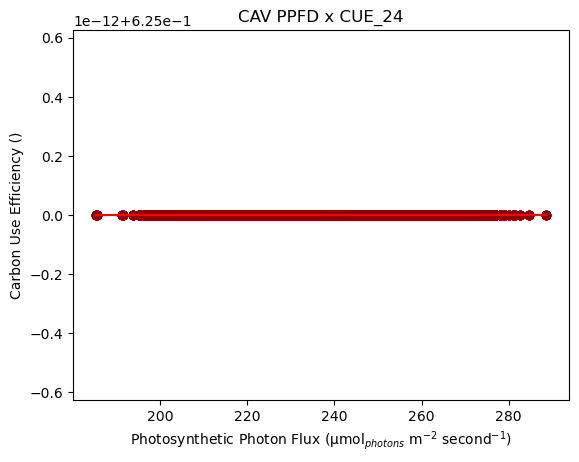 CAV PPFD x CUE_24
1e-12+6.25e-1
0.6
0.4
0.2
0.0
−0.2
−0.4
−0.6
Carbon Use Efficiency ()
200 220 240 260 280
Photosynthetic Photon Flux (μmol_photons m⁻² second⁻¹)